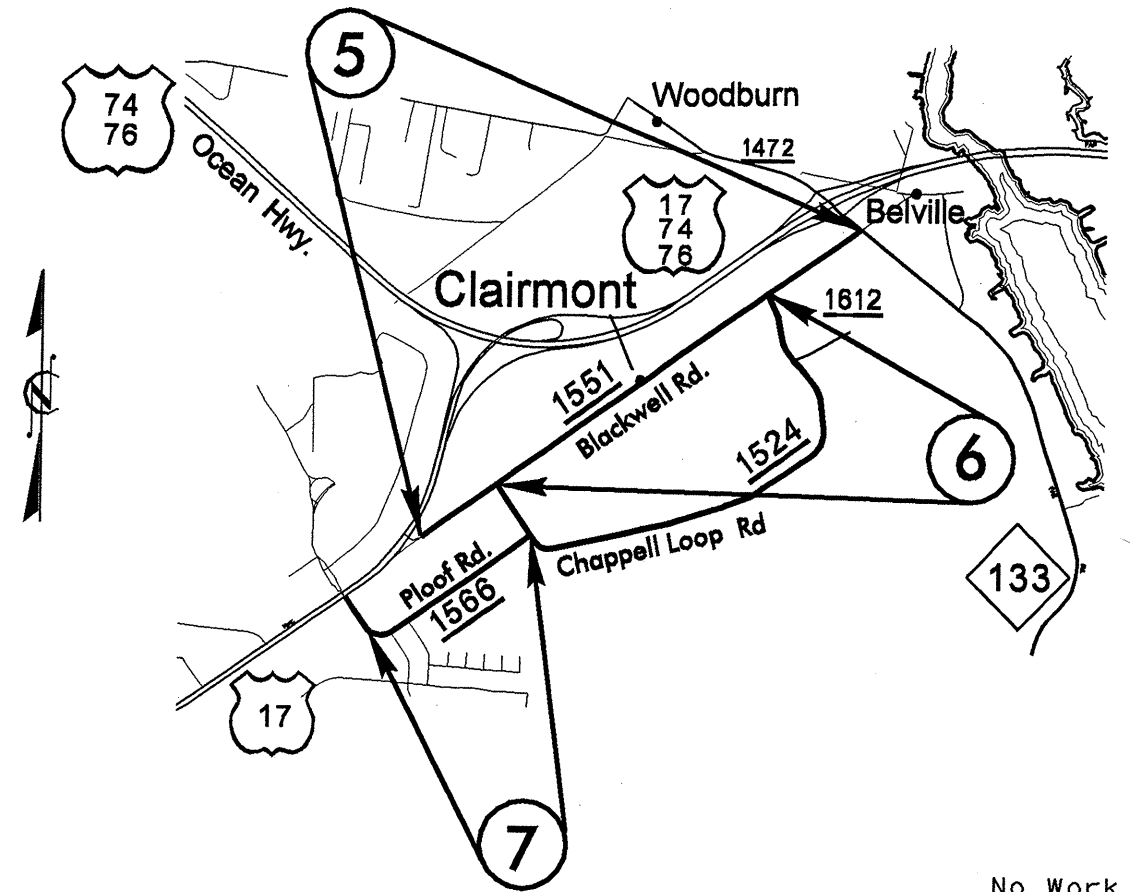 5
74
76
Ocean Hwy.
Woodburn
1472
17
74
76
Belville
Clairmont
1612
N
1551
Blackwell Rd.
1524
6
Chappell Loop Rd
Ploof Rd.
1566
133
17
7
No Work